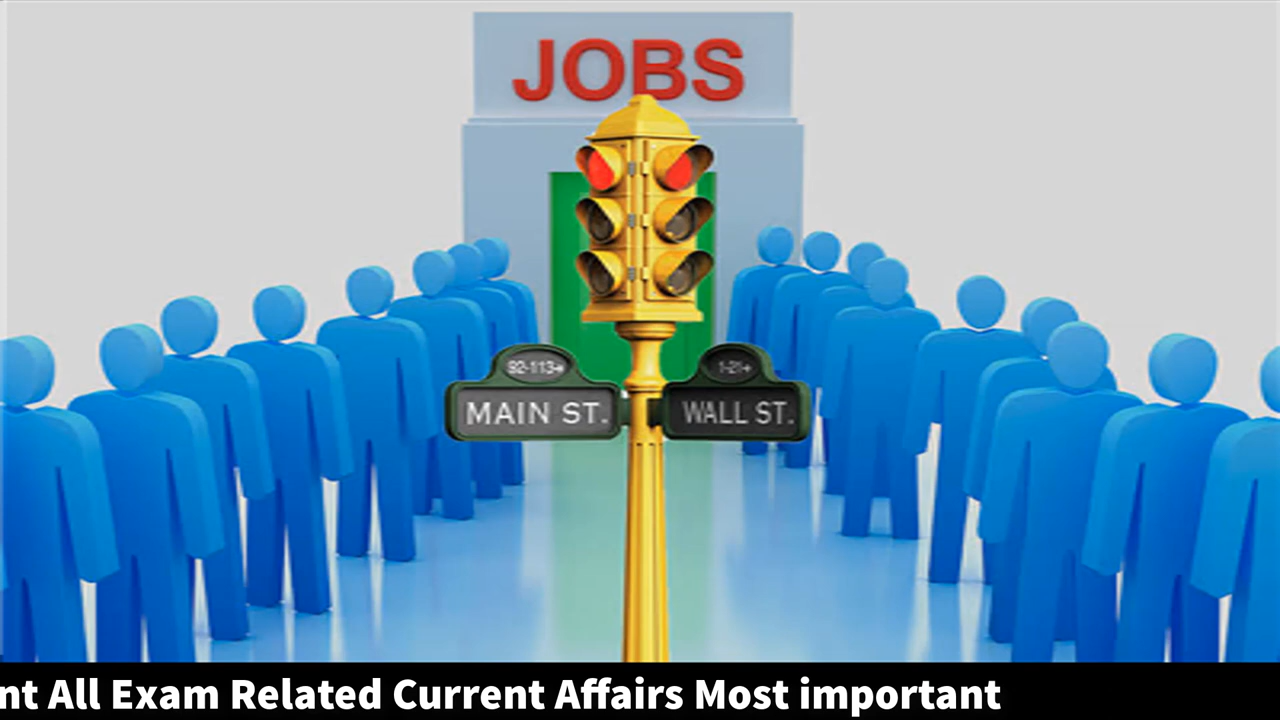 JOBS
92-113→
1-21→
MAIN ST.
WALL ST.
nt All Exam Related Current Affairs Most important